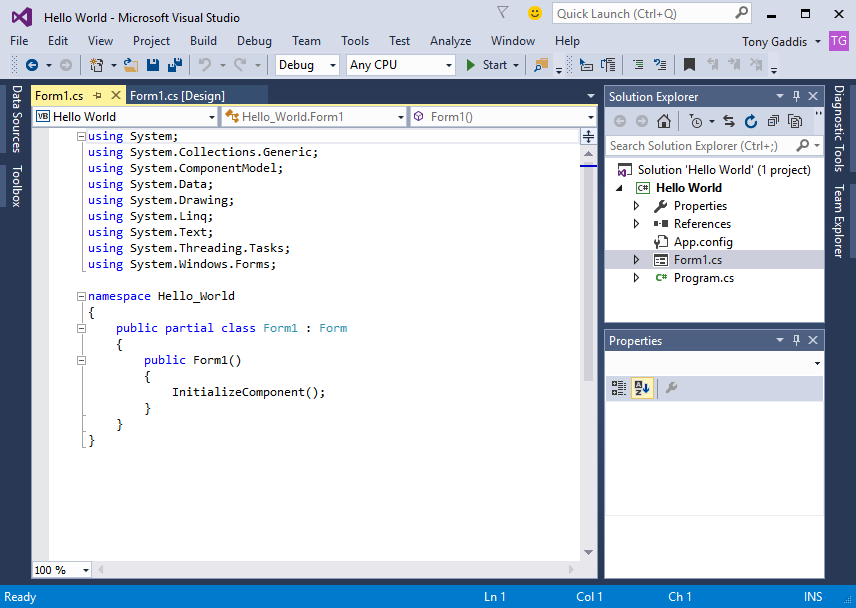 Hello World - Microsoft Visual Studio
Quick Launch (Ctrl+Q)
File Edit View Project Build Debug Team Tools Test Analyze Window Help
Tony Gaddis TG
Debug Any CPU Start
Data Sources
Toolbox
Form1.cs Form1.cs [Design]
VB Hello World Hello_World.Form1 Form1()
using System;
using System.Collections.Generic;
using System.ComponentModel;
using System.Data;
using System.Drawing;
using System.Linq;
using System.Text;
using System.Threading.Tasks;
using System.Windows.Forms;
namespace Hello_World
{
public partial class Form1 : Form
{
public Form1()
{
InitializeComponent();
}
}
}
100 %
Solution Explorer
Search Solution Explorer (Ctrl+;)
Solution 'Hello World' (1 project)
C# Hello World
Properties
References
App.config
Form1.cs
C# Program.cs
Properties
A Z
Diagnostic Tools
Team Explorer
Ready Ln 1 Col 1 Ch 1 INS